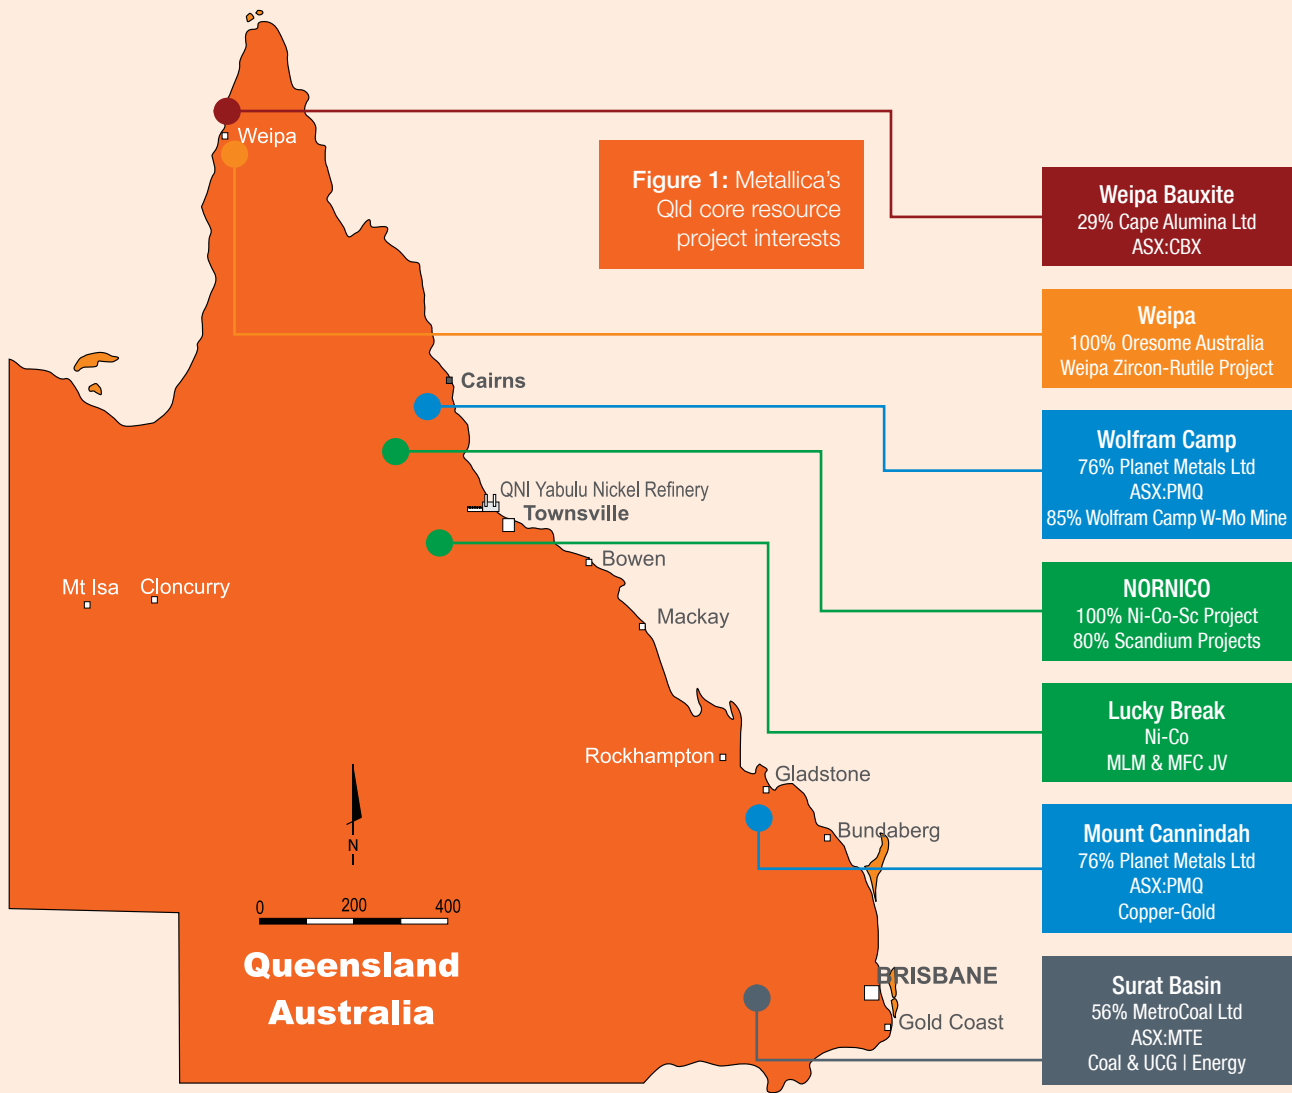 Weipa
Figure 1: Metallica's
Qld core resource
project interests
Weipa Bauxite
29% Cape Alumina Ltd
ASX:CBX
Weipa
100% Oresome Australia
Weipa Zircon-Rutile Project
Cairns
Wolfram Camp
76% Planet Metals Ltd
ASX:PMQ
85% Wolfram Camp W-Mo Mine
QNI Yabulu Nickel Refinery
Townsville
Bowen
Mt Isa
Cloncurry
Mackay
NORNICO
100% Ni-Co-Sc Project
80% Scandium Projects
Lucky Break
Ni-Co
MLM & MFC JV
Rockhampton
Gladstone
Bundaberg
N
Mount Cannindah
76% Planet Metals Ltd
ASX:PMQ
Copper-Gold
0 200 400
Queensland
Australia
BRISBANE
Gold Coast
Surat Basin
56% MetroCoal Ltd
ASX:MTE
Coal & UCG | Energy